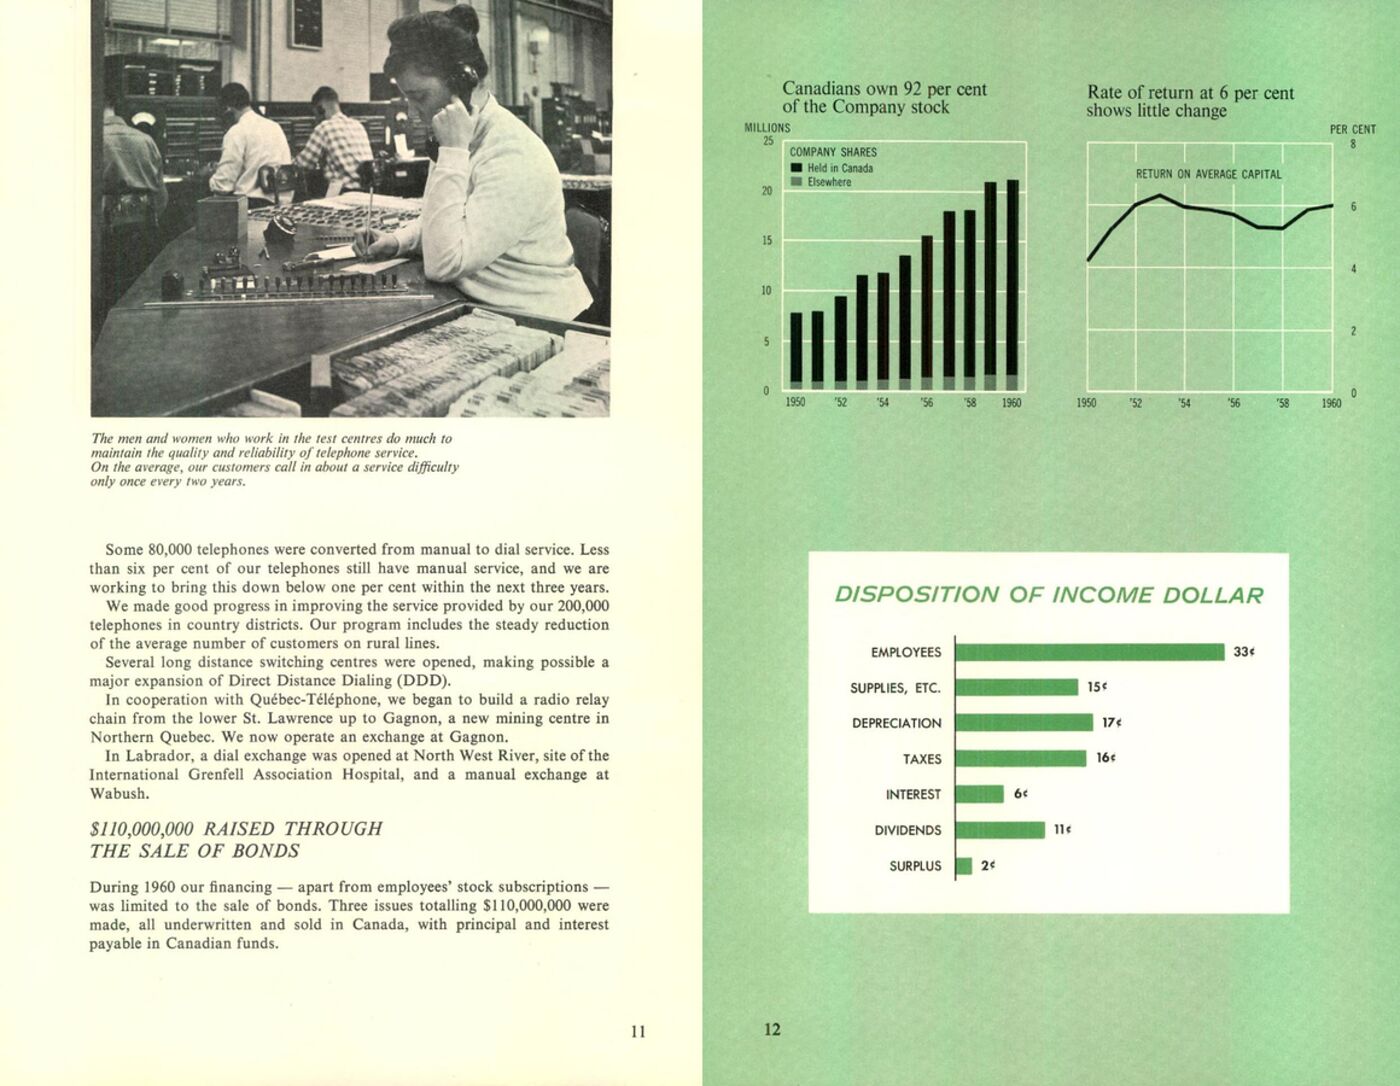 The men and women who work in the test centres do much to
maintain the quality and reliability of telephone service.
On the average, our customers call in about a service difficulty
only once every two years.
Some 80,000 telephones were converted from manual to dial service. Less
than six per cent of our telephones still have manual service, and we are
working to bring this down below one per cent within the next three years.
We made good progress in improving the service provided by our 200,000
telephones in country districts. Our program includes the steady reduction
of the average number of customers on rural lines.
Several long distance switching centres were opened, making possible a
major expansion of Direct Distance Dialing (DDD).
In cooperation with Québec-Téléphone, we began to build a radio relay
chain from the lower St. Lawrence up to Gagnon, a new mining centre in
Northern Quebec. We now operate an exchange at Gagnon.
In Labrador, a dial exchange was opened at North West River, site of the
International Grenfell Association Hospital, and a manual exchange at
Wabush.
$110,000,000 RAISED THROUGH
THE SALE OF BONDS
During 1960 our financing — apart from employees' stock subscriptions —
was limited to the sale of bonds. Three issues totalling $110,000,000 were
made, all underwritten and sold in Canada, with principal and interest
payable in Canadian funds.
11
Canadians own 92 per cent
of the Company stock
MILLIONS
25
COMPANY SHARES
Held in Canada
Elsewhere
20
15
10
5
0
1950 '52 '54 '56 '58 1960
Rate of return at 6 per cent
shows little change
PER CENT
8
RETURN ON AVERAGE CAPITAL
6
4
2
0
1950 '52 '54 '56 '58 1960
DISPOSITION OF INCOME DOLLAR
EMPLOYEES 33¢
SUPPLIES, ETC. 15¢
DEPRECIATION 17¢
TAXES 16¢
INTEREST 6¢
DIVIDENDS 11¢
SURPLUS 2¢
12